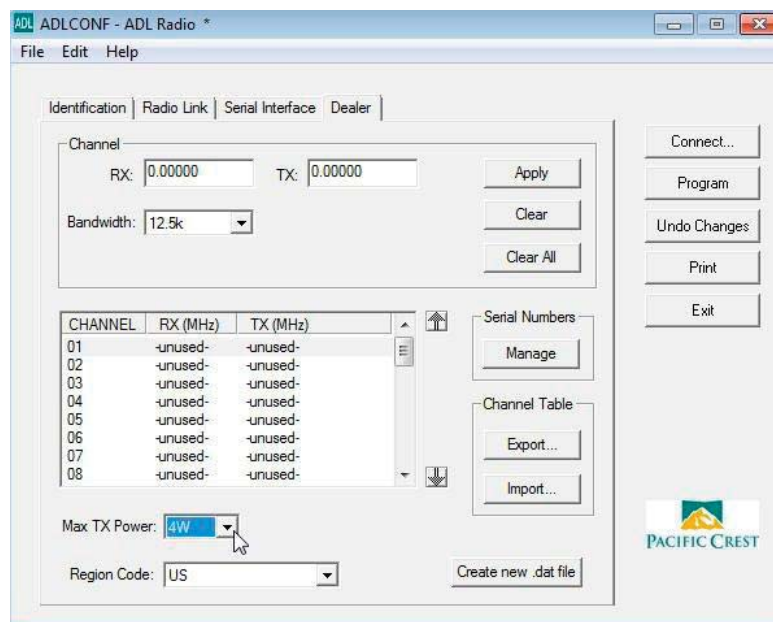 ADL ADLCONF - ADL Radio *
File Edit Help
Identification Radio Link Serial Interface Dealer
Channel
RX: 0.00000 TX: 0.00000 Apply
Bandwidth: 12.5k Clear
Clear All
Connect...
Program
Undo Changes
Print
Exit
CHANNEL RX (MHz) TX (MHz)
01 -unused- -unused-
02 -unused- -unused-
03 -unused- -unused-
04 -unused- -unused-
05 -unused- -unused-
06 -unused- -unused-
07 -unused- -unused-
08 -unused- -unused-
Serial Numbers
Manage
Channel Table
Export...
Import...
Max TX Power: 4W
Region Code: US
Create new .dat file
PACIFIC CREST